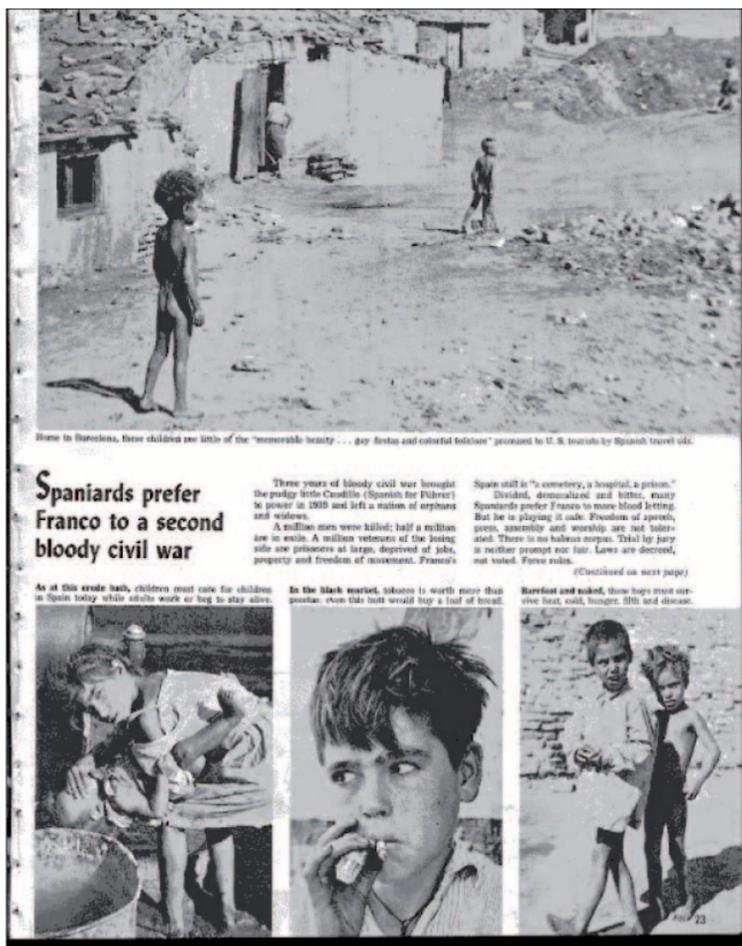 Home in Barcelona, these children see little of the "memorable beauty . . . gay fiestas and colorful folklore" promised to U. S. tourists by Spanish travel ads.
Spaniards prefer
Franco to a second
bloody civil war
Three years of bloody civil war brought
the pudgy little Caudillo (Spanish for Führer)
to power in 1939 and left a nation of orphans
and widows.
A million men were killed; half a million
are in exile. A million veterans of the losing
side are prisoners at large, deprived of jobs,
property and freedom of movement. Franco's
Spain still is "a cemetery, a hospital, a prison."
Divided, demoralized and bitter, many
Spaniards prefer Franco to more blood letting.
But he is playing it safe. Freedom of speech,
press, assembly and worship are not toler-
ated. There is no habeas corpus. Trial by jury
is neither prompt nor fair. Laws are decreed,
not voted. Force rules.
(Continued on next page)
As at this crude bath, children must care for children
in Spain today while adults work or beg to stay alive.
In the black market, tobacco is worth more than
pesetas; even this butt would buy a loaf of bread.
Barefoot and naked, these boys must sur-
vive heat, cold, hunger, filth and disease.
23